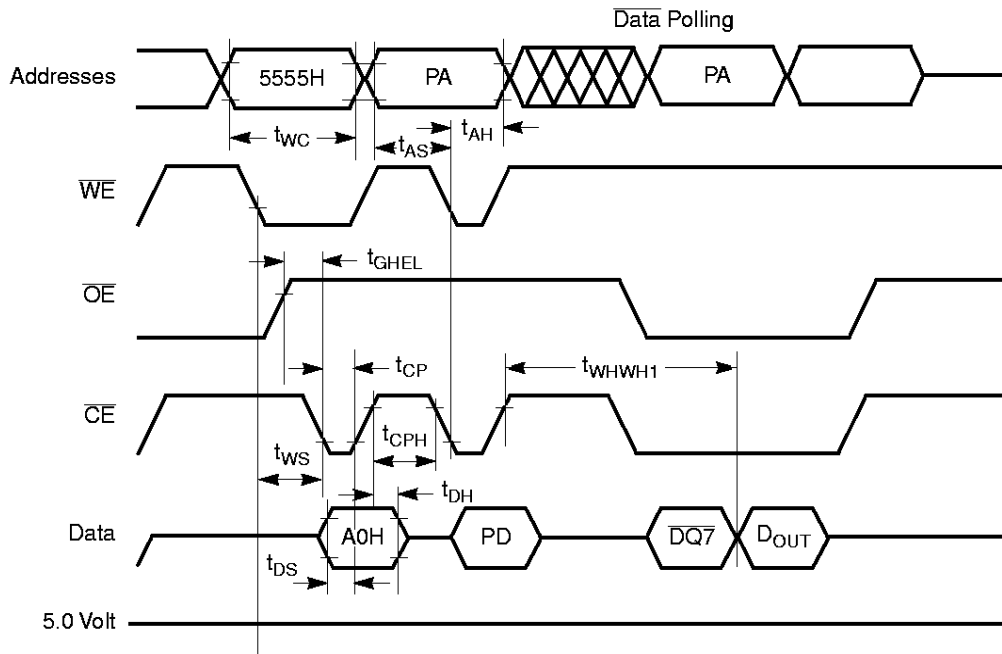 Data Polling
Addresses 5555H PA PA
tWC tAS tAH
WE
tGHEL
OE
tCP tWHWH1
CE
tCPH
tWS
tDH
Data A0H PD DQ7 DOUT
tDS
5.0 Volt